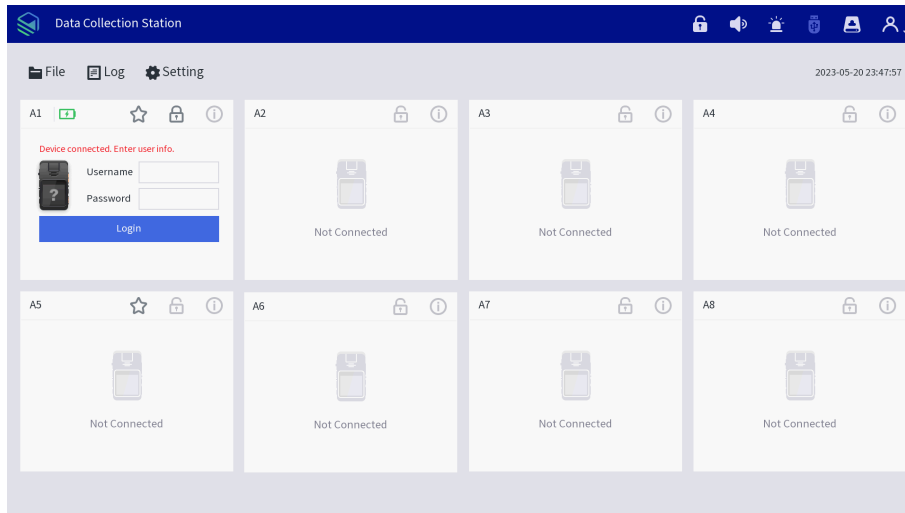 Data Collection Station
File Log Setting 2023-05-20 23:47:57
A1
Device connected. Enter user info.
?
Username
Password
Login
A2
Not Connected
A3
Not Connected
A4
Not Connected
A5
Not Connected
A6
Not Connected
A7
Not Connected
A8
Not Connected